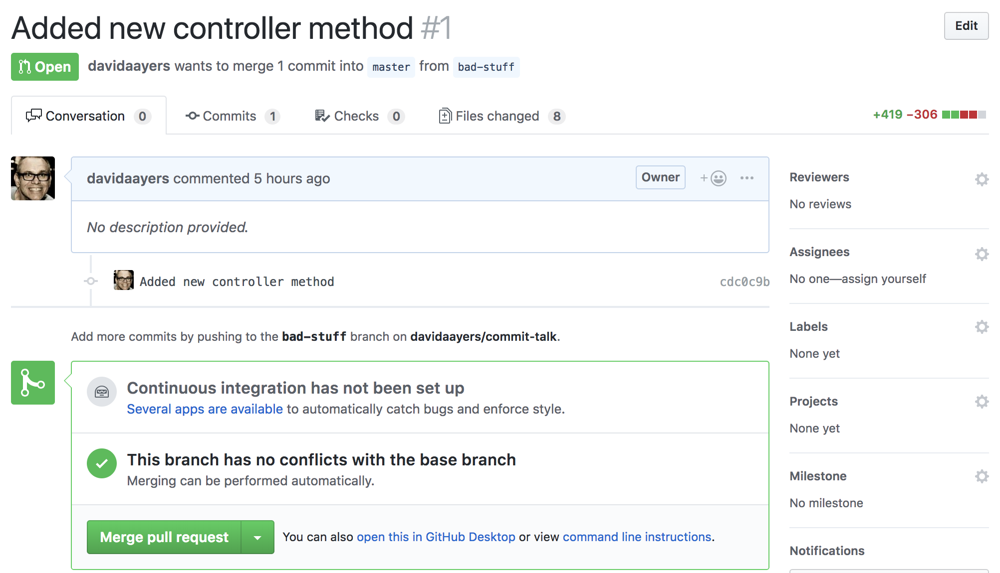 Added new controller method #1
Edit
Open
davidaayers wants to merge 1 commit into master from bad-stuff
Conversation 0
Commits 1
Checks 0
Files changed 8
+419 −306
davidaayers commented 5 hours ago
Owner
No description provided.
Added new controller method
cdc0c9b
Add more commits by pushing to the bad-stuff branch on davidaayers/commit-talk.
Continuous integration has not been set up
Several apps are available to automatically catch bugs and enforce style.
This branch has no conflicts with the base branch
Merging can be performed automatically.
Merge pull request
You can also open this in GitHub Desktop or view command line instructions.
Reviewers
No reviews
Assignees
No one—assign yourself
Labels
None yet
Projects
None yet
Milestone
No milestone
Notifications